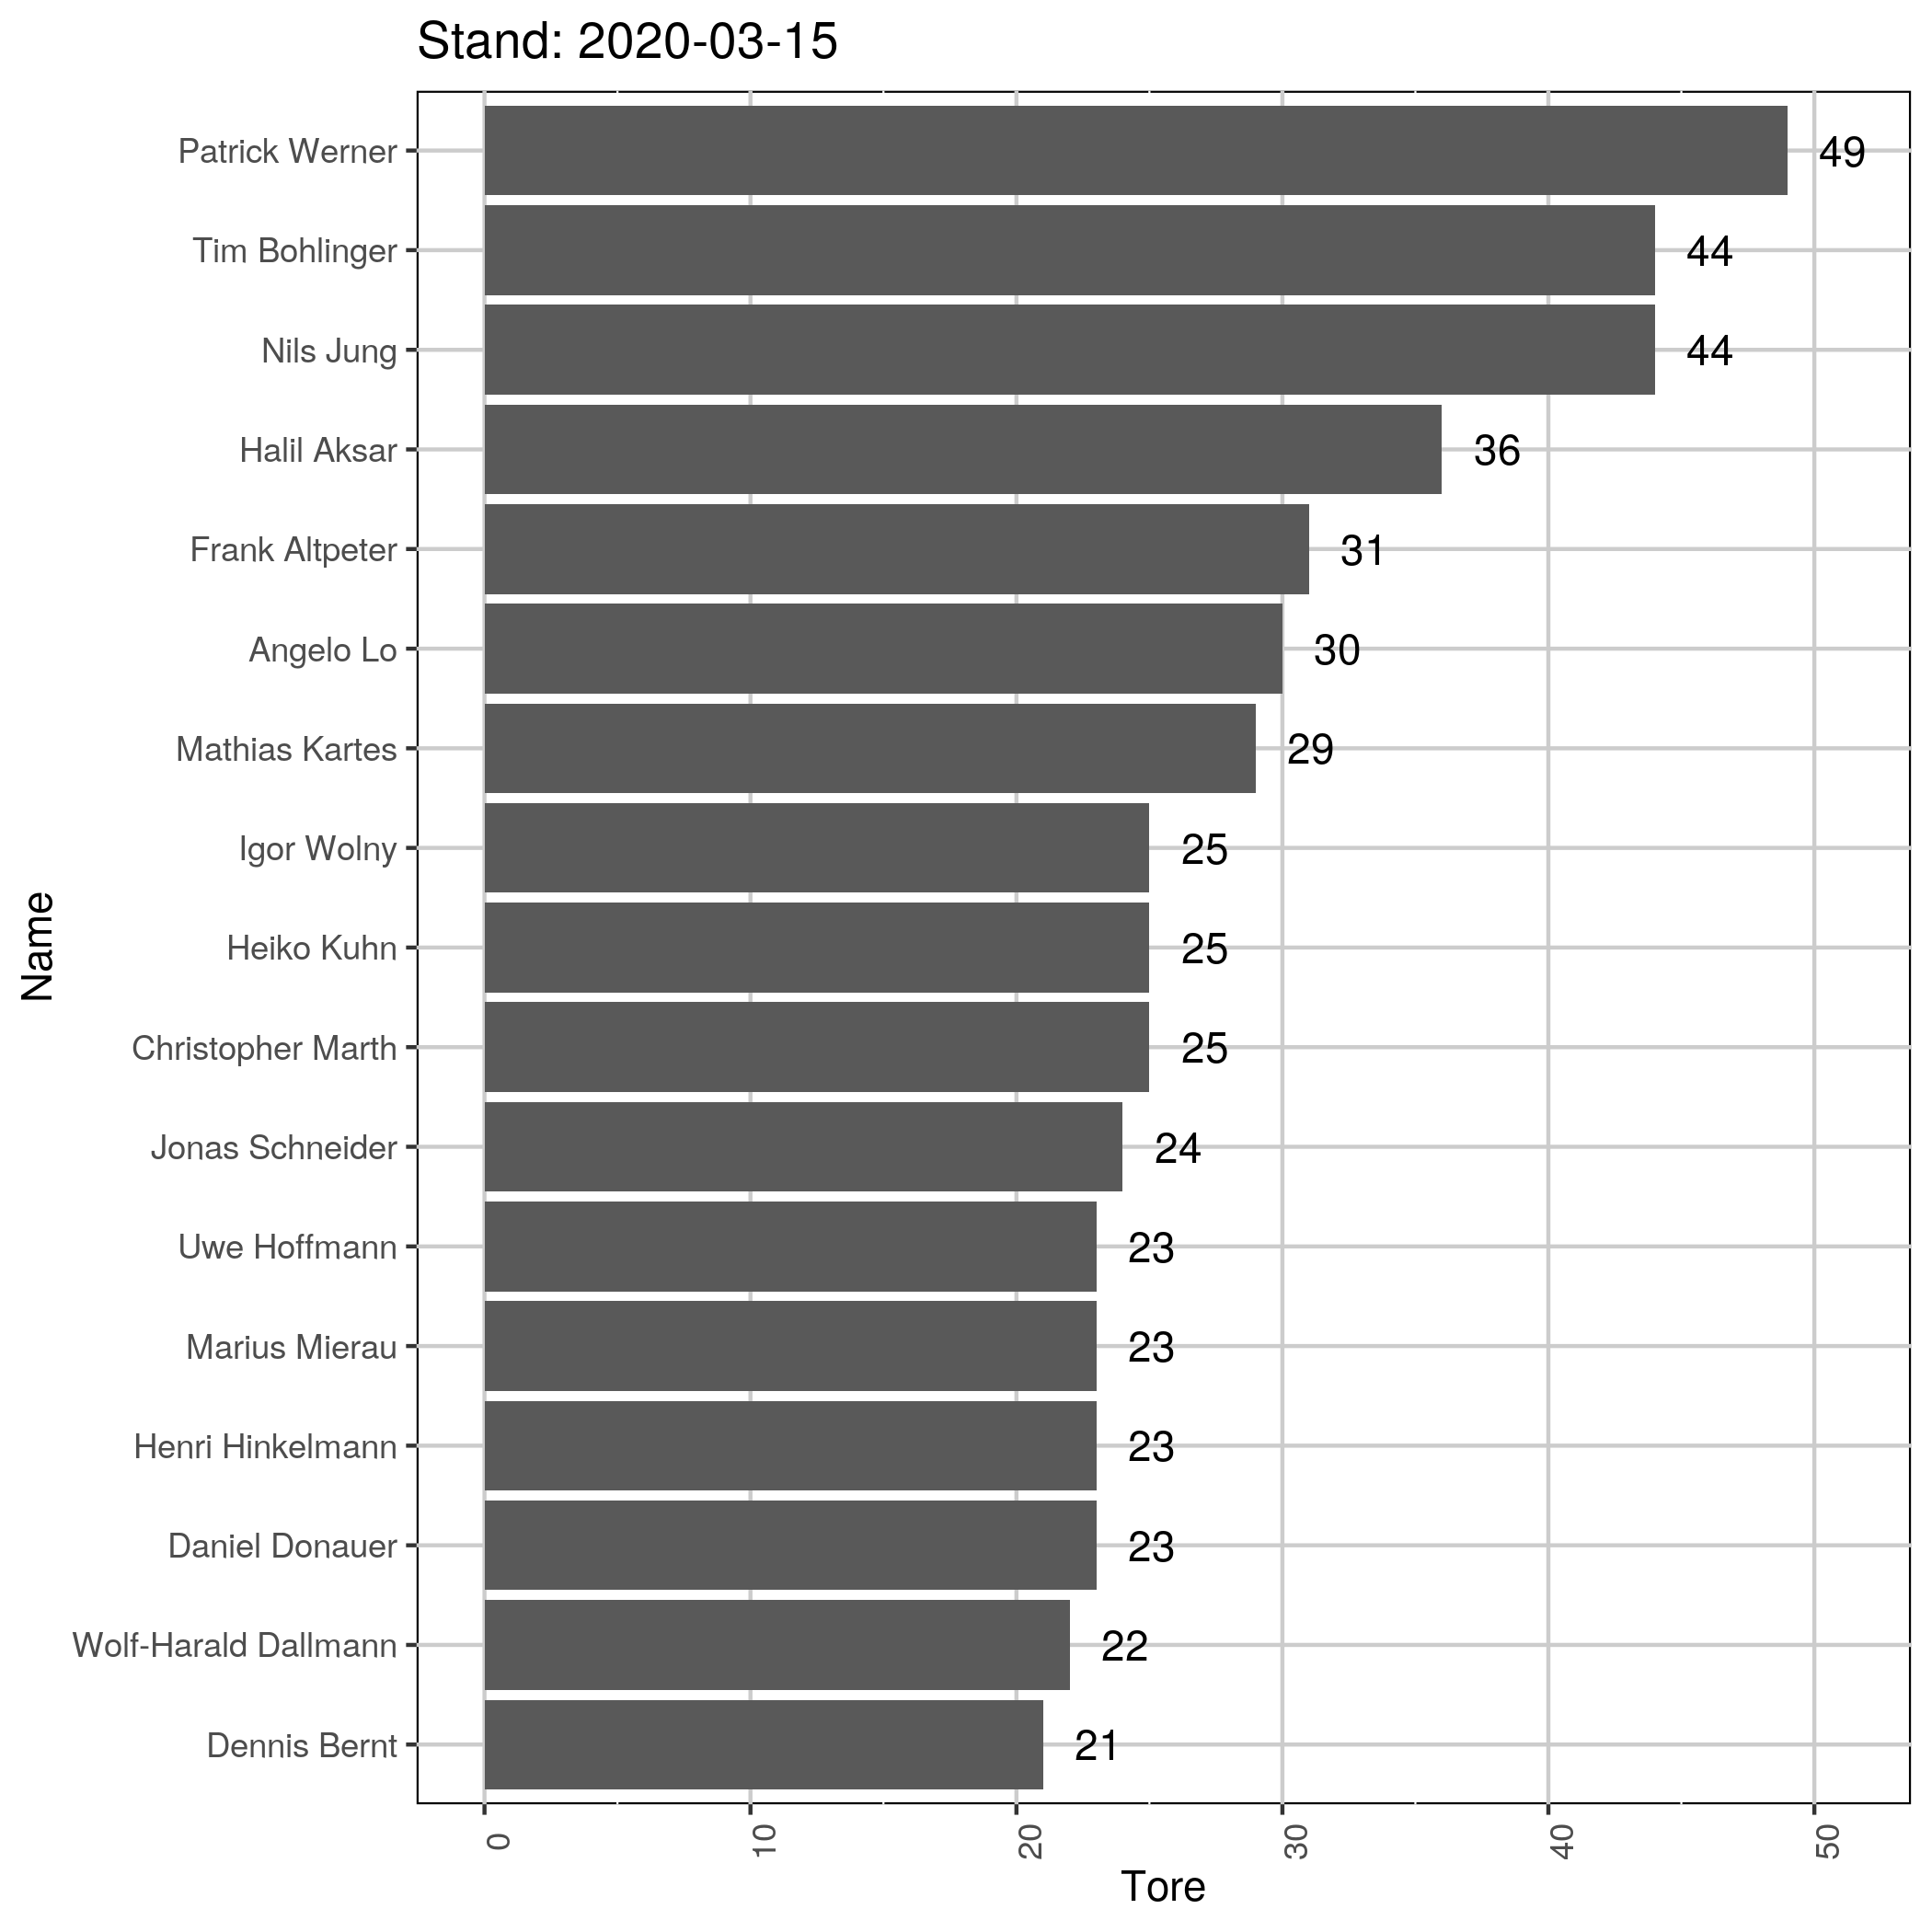 Stand: 2020-03-15
Patrick Werner 49
Tim Bohlinger 44
Nils Jung 44
Halil Aksar 36
Frank Altpeter 31
Angelo Lo 30
Mathias Kartes 29
Igor Wolny 25
Heiko Kuhn 25
Christopher Marth 25
Jonas Schneider 24
Uwe Hoffmann 23
Marius Mierau 23
Henri Hinkelmann 23
Daniel Donauer 23
Wolf-Harald Dallmann 22
Dennis Bernt 21
Name
0 10 20 30 40 50
Tore